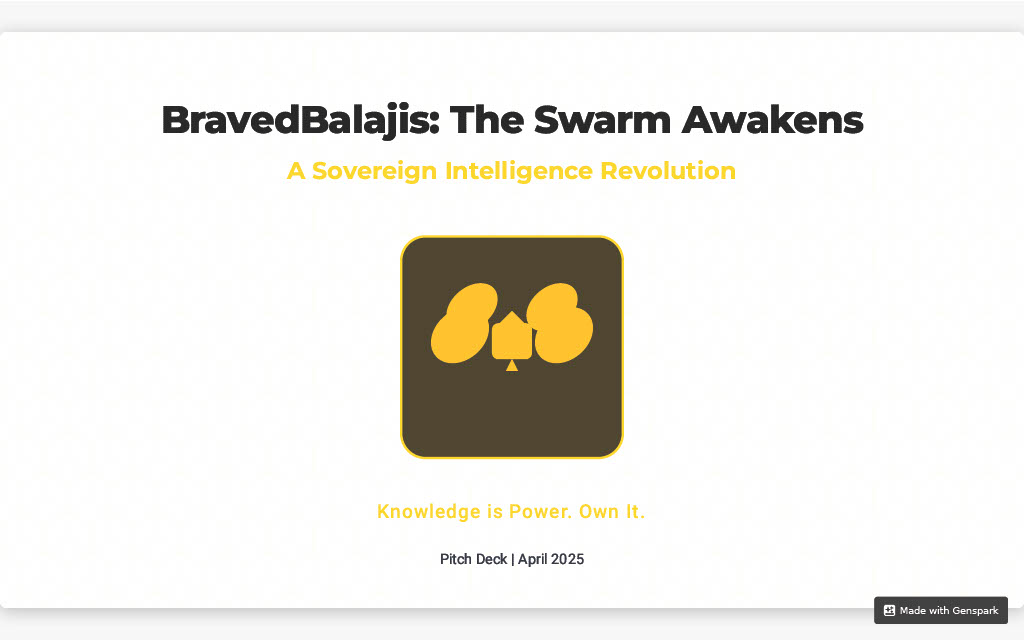 BravedBalajis: The Swarm Awakens
A Sovereign Intelligence Revolution
Knowledge is Power. Own It.
Pitch Deck | April 2025
Made with Genspark